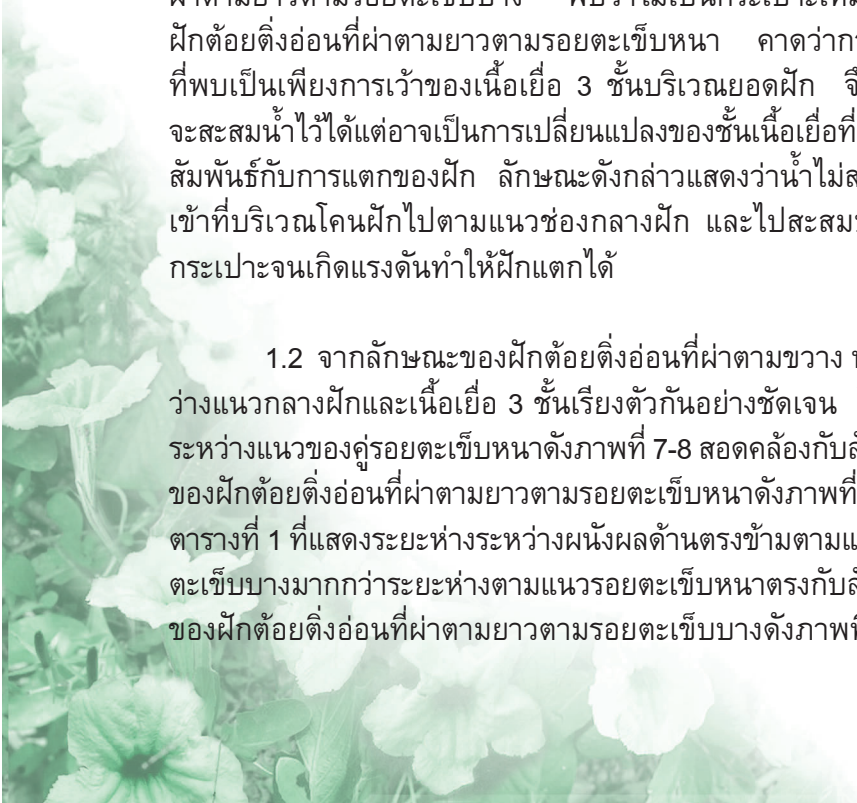 ฝักต้อยติ่งอ่อนที่ผ่าตามยาวตามรอยตะเข็บหนา คาดว่า
ที่พบเป็นเพียงการเว้าของเนื้อเยื่อ 3 ชั้นบริเวณยอดฝัก
จะสะสมน้ำไว้ได้แต่อาจเป็นการเปลี่ยนแปลงของชั้นเนื้อเยื่อที่
สัมพันธ์กับการแตกของฝัก ลักษณะดังกล่าวแสดงว่าน้ำไม่
เข้าที่บริเวณโคนฝักไปตามแนวช่องกลางฝัก และไปสะสม
กระเปาะจนเกิดแรงดันทำให้ฝักแตกได้
1.2 จากลักษณะของฝักต้อยติ่งอ่อนที่ผ่าตามขวาง
ว่างแนวกลางฝักและเนื้อเยื่อ 3 ชั้นเรียงตัวกันอย่างชัดเจน
ระหว่างแนวของคู่รอยตะเข็บหนาดังภาพที่ 7-8 สอดคล้องกับ
ของฝักต้อยติ่งอ่อนที่ผ่าตามยาวตามรอยตะเข็บหนาดังภาพที่
ตารางที่ 1 ที่แสดงระยะห่างระหว่างผนังผลด้านตรงข้ามตาม
ตะเข็บบางมากกว่าระยะห่างตามแนวรอยตะเข็บหนาตรงกับ
ของฝักต้อยติ่งอ่อนที่ผ่าตามยาวตามรอยตะเข็บบางดังภาพ